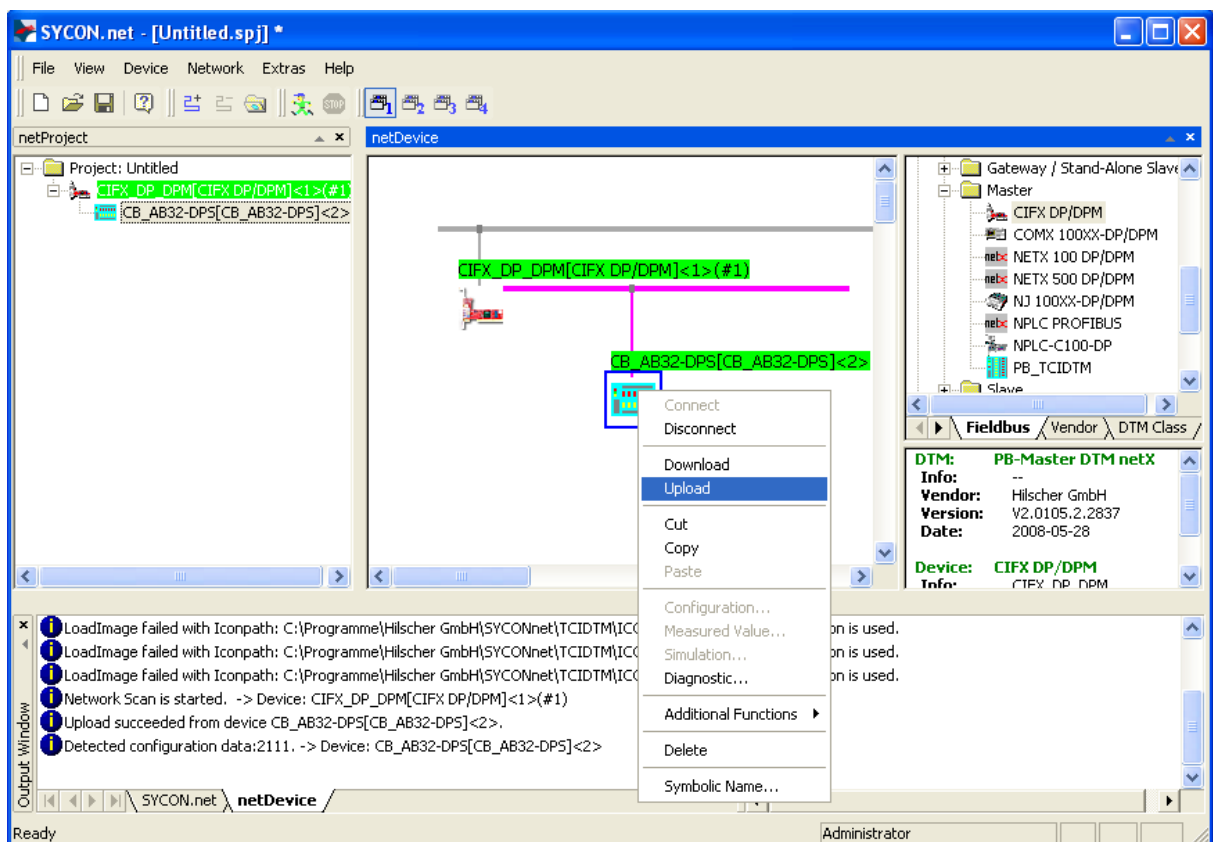 SYCON.net - [Untitled.spj] *
File View Device Network Extras Help
netProject
netDevice
Project: Untitled
CIFX_DP_DPM[CIFX DP/DPM]<1>(#1)
CB_AB32-DPS[CB_AB32-DPS]<2>
CIFX_DP_DPM[CIFX DP/DPM]<1>(#1)
CB_AB32-DPS[CB_AB32-DPS]<2>
Connect
Disconnect
Download
Upload
Cut
Copy
Paste
Configuration...
Measured Value...
Simulation...
Diagnostic...
Additional Functions
Delete
Symbolic Name...
Gateway / Stand-Alone Slave
Master
CIFX DP/DPM
COMX 100XX-DP/DPM
NETX 100 DP/DPM
NETX 500 DP/DPM
NJ 100XX-DP/DPM
NPLC PROFIBUS
NPLC-C100-DP
PB_TCIDTM
Slave
Fieldbus Vendor DTM Class
DTM: PB-Master DTM netX
Info: --
Vendor: Hilscher GmbH
Version: V2.0105.2.2837
Date: 2008-05-28
Device: CIFX DP/DPM
Info: CIFX_DP_DPM
LoadImage failed with Iconpath: C:\Programme\Hilscher GmbH\SYCONnet\TCIDTM\ICO on is used.
LoadImage failed with Iconpath: C:\Programme\Hilscher GmbH\SYCONnet\TCIDTM\ICO on is used.
LoadImage failed with Iconpath: C:\Programme\Hilscher GmbH\SYCONnet\TCIDTM\ICO on is used.
Network Scan is started. -> Device: CIFX_DP_DPM[CIFX DP/DPM]<1>(#1)
Upload succeeded from device CB_AB32-DPS[CB_AB32-DPS]<2>.
Detected configuration data:2111. -> Device: CB_AB32-DPS[CB_AB32-DPS]<2>
Output Window
SYCON.net netDevice
Ready
Administrator